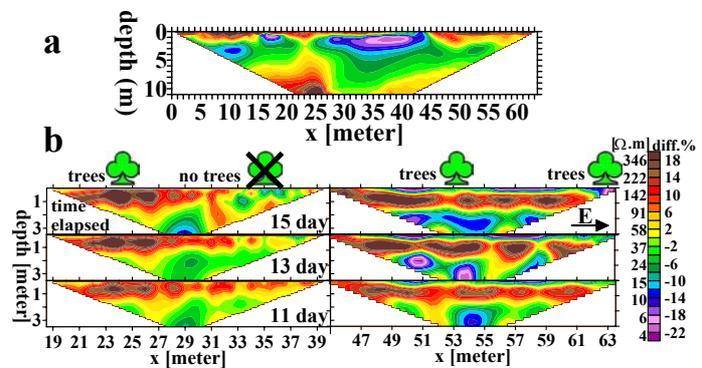 a
depth (m)
0
5
10
0 5 10 15 20 25 30 35 40 45 50 55 60
x [meter]
b
trees
no trees
trees
trees
[Ω.m] diff.%
346 18
222 14
142 10
91 6
58 2
37 -2
24 -6
15 -10
10 -14
6 -18
4 -22
depth [meter]
1
3
time
elapsed
15 day
E
1
3
13 day
1
3
11 day
19 21 23 25 27 29 31 33 35 37 39
47 49 51 53 55 57 59 61 63
x [meter]
x [meter]